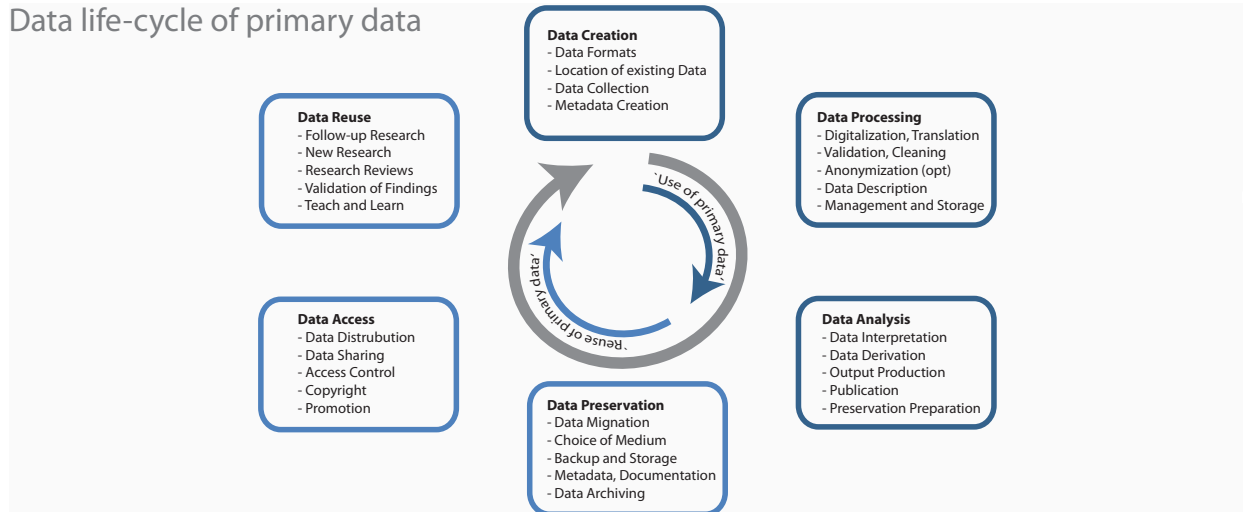 Data life-cycle of primary data
Data Creation
- Data Formats
- Location of existing Data
- Data Collection
- Metadata Creation
Data Processing
- Digitalization, Translation
- Validation, Cleaning
- Anonymization (opt)
- Data Description
- Management and Storage
Data Analysis
- Data Interpretation
- Data Derivation
- Output Production
- Publication
- Preservation Preparation
Data Preservation
- Data Mignation
- Choice of Medium
- Backup and Storage
- Metadata, Documentation
- Data Archiving
Data Access
- Data Distrubution
- Data Sharing
- Access Control
- Copyright
- Promotion
Data Reuse
- Follow-up Research
- New Research
- Research Reviews
- Validation of Findings
- Teach and Learn
`Use of primary data´
`Reuse of primary data´